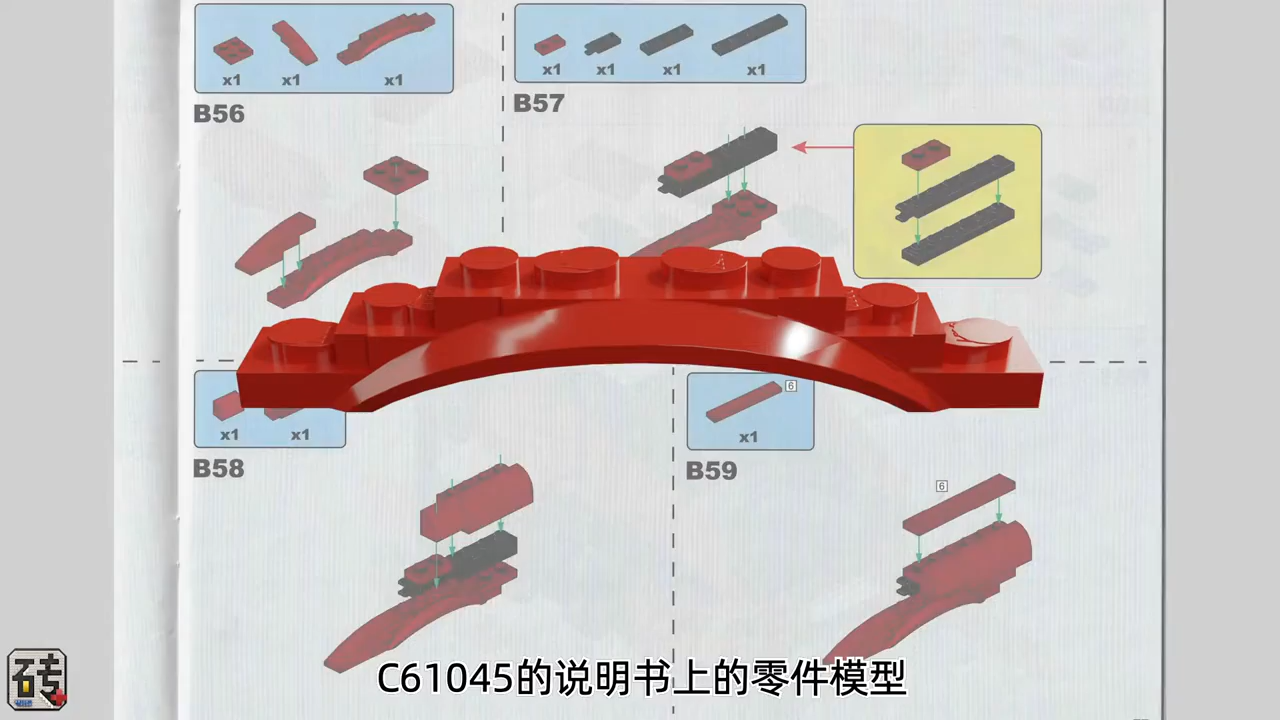 x1 x1 x1
x1 x1 x1 x1
B56
B57
6
x1 x1
x1
B58
B59
6
C61045的说明书上的零件模型
砖